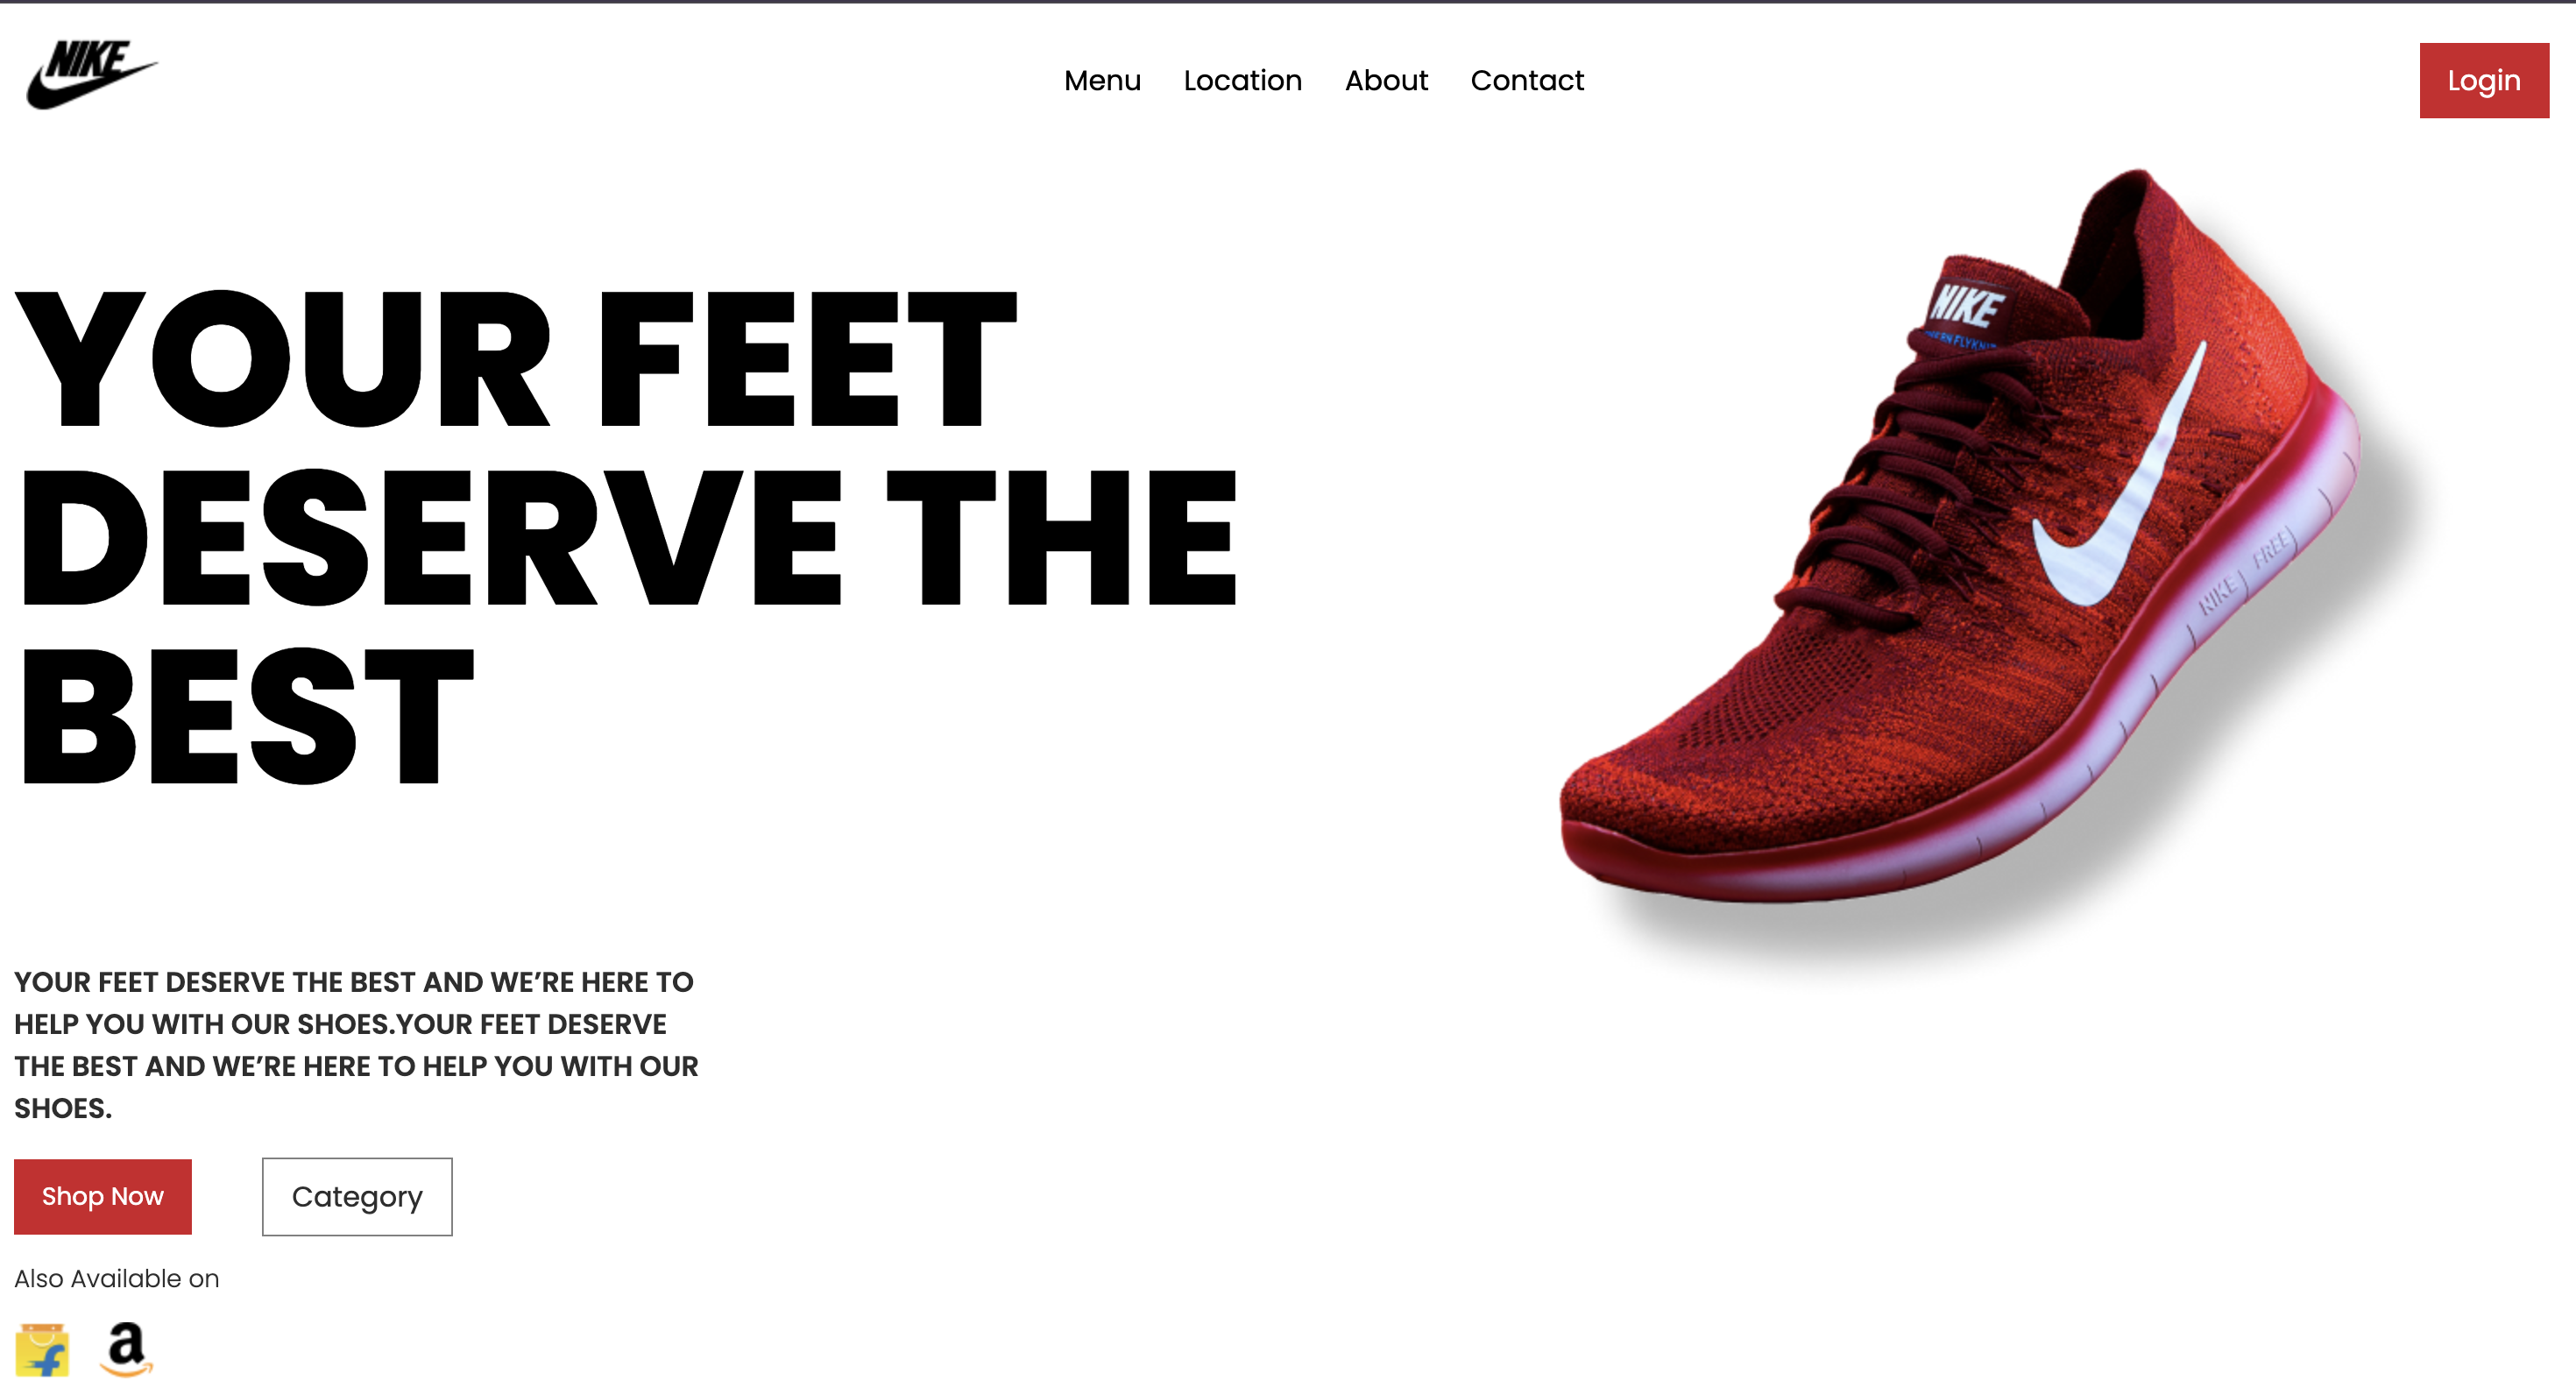 NIKE
Menu Location About Contact
Login
NIKE
YOUR FEET
DESERVE THE
BEST
NIKE FREE
YOUR FEET DESERVE THE BEST AND WE’RE HERE TO
HELP YOU WITH OUR SHOES.YOUR FEET DESERVE
THE BEST AND WE’RE HERE TO HELP YOU WITH OUR
SHOES.
Shop Now
Category
Also Available on
f
a